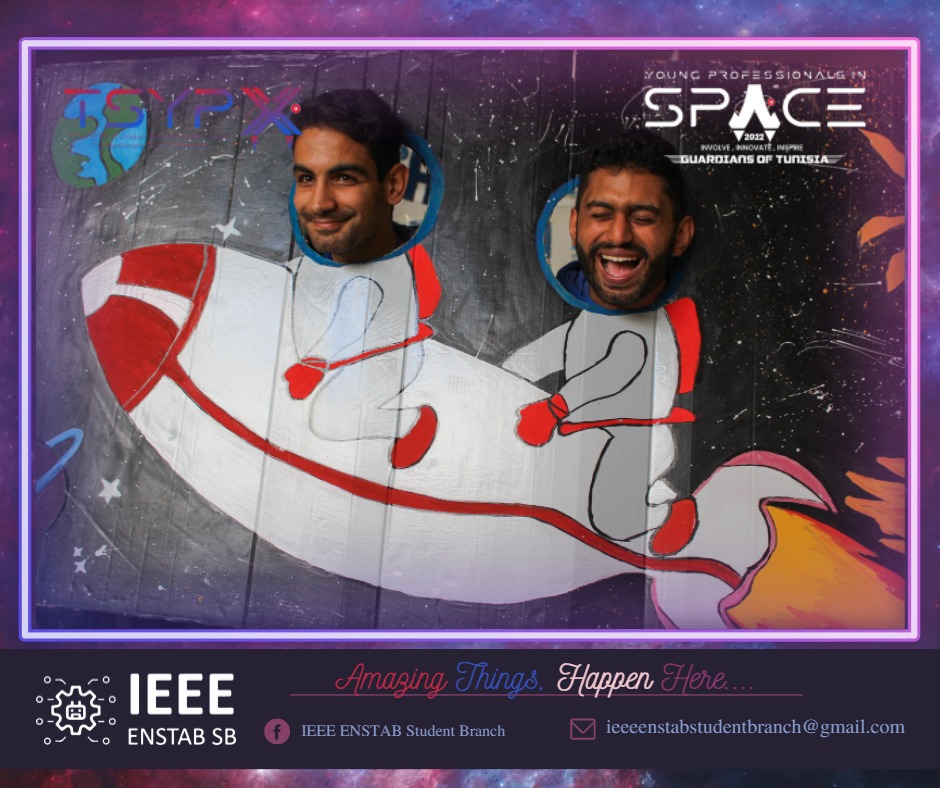 TSYPX
YOUNG PROFESSIONALS IN
SPACE
2022
INVOLVE, INNOVATE, INSPIRE
GUARDIANS OF TUNISIA
IEEE
ENSTAB SB
Amazing Things, Happen Here....
IEEE ENSTAB Student Branch
ieeeenstabstudentbranch@gmail.com